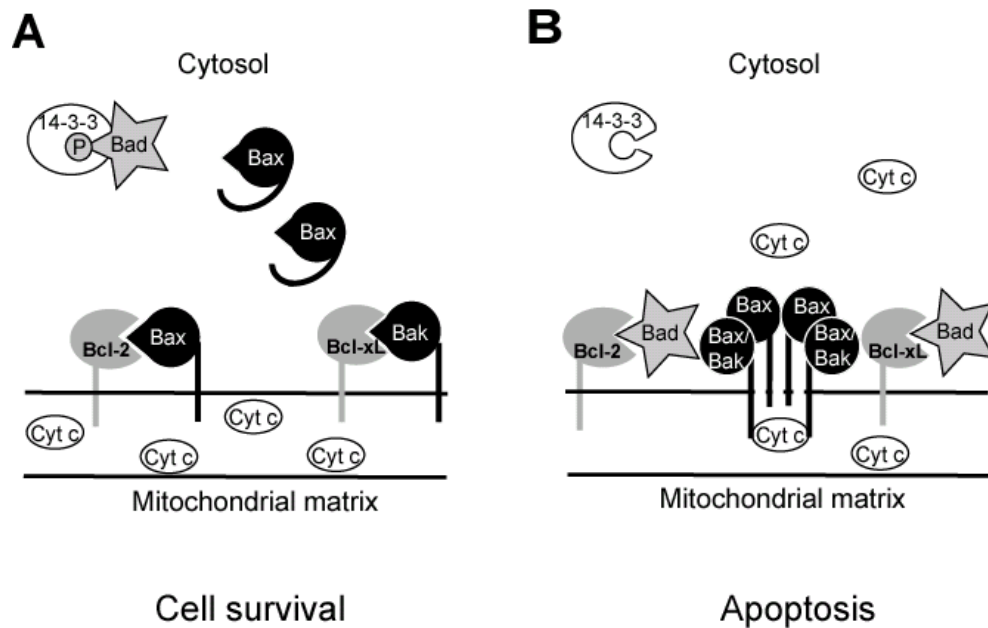 A
Cytosol
14-3-3
P
Bad
Bax
Bax
Bcl-2
Bax
Bcl-xL
Bak
Cyt c
Cyt c
Cyt c
Cyt c
Mitochondrial matrix
Cell survival
B
Cytosol
14-3-3
Cyt c
Cyt c
Bcl-2
Bad
Bax/
Bak
Bax
Bax
Bax/
Bak
Bcl-xL
Bad
Cyt c
Cyt c
Mitochondrial matrix
Apoptosis